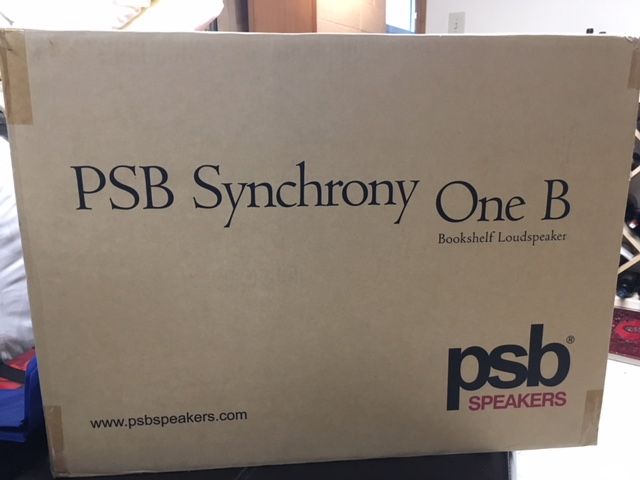 PSB Synchrony One B
Bookshelf Loudspeaker
psb®
SPEAKERS
www.psbspeakers.com